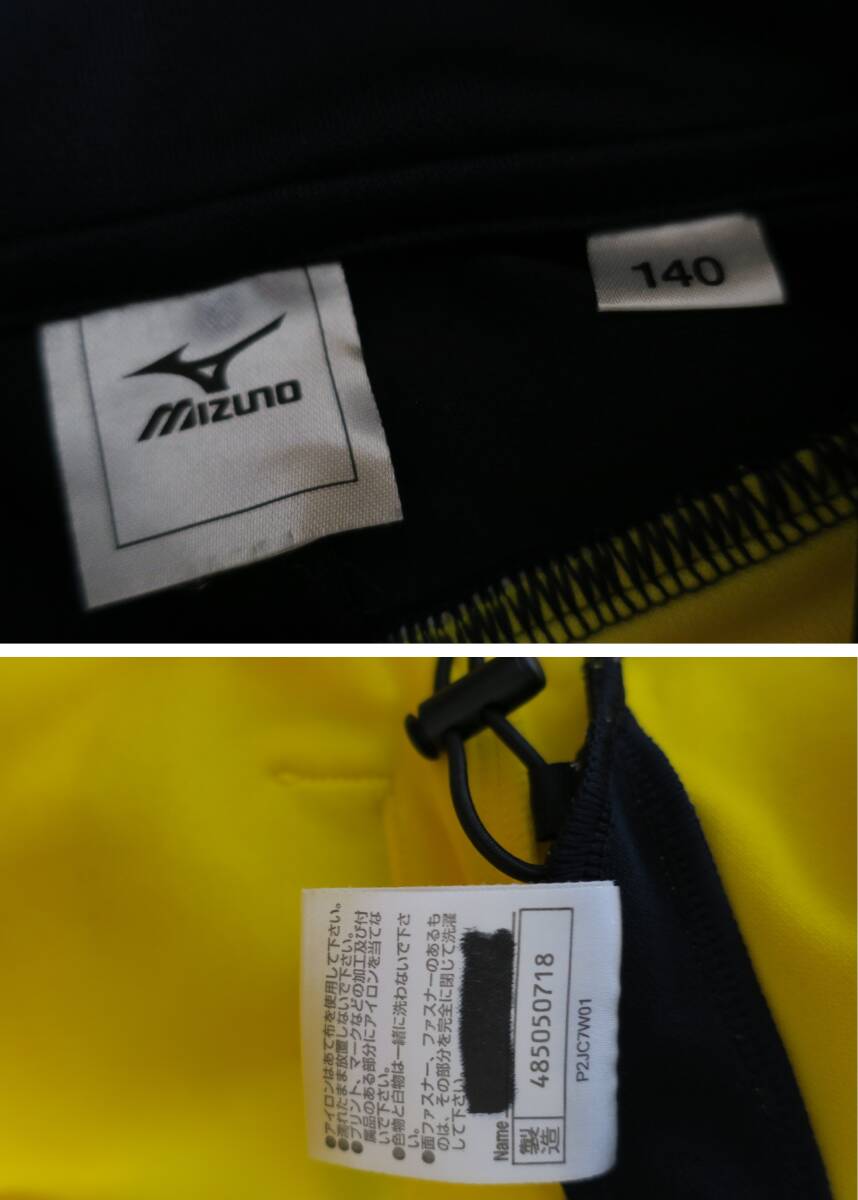 MIZUNO
140
●アイロンはあて布を使用して下さい。
●濡れたまま放置しないで下さい。
●プリント、マークなどの加工及び付
属品のある部分にアイロンを当てな
いで下さい。
●色物と白物は一緒に洗わないで下さ
い。
●面ファスナー、ファスナーのあるも
のは、その部分を完全に閉じて洗濯
して下さい。
Name
製造 485050718
P2JC7W01